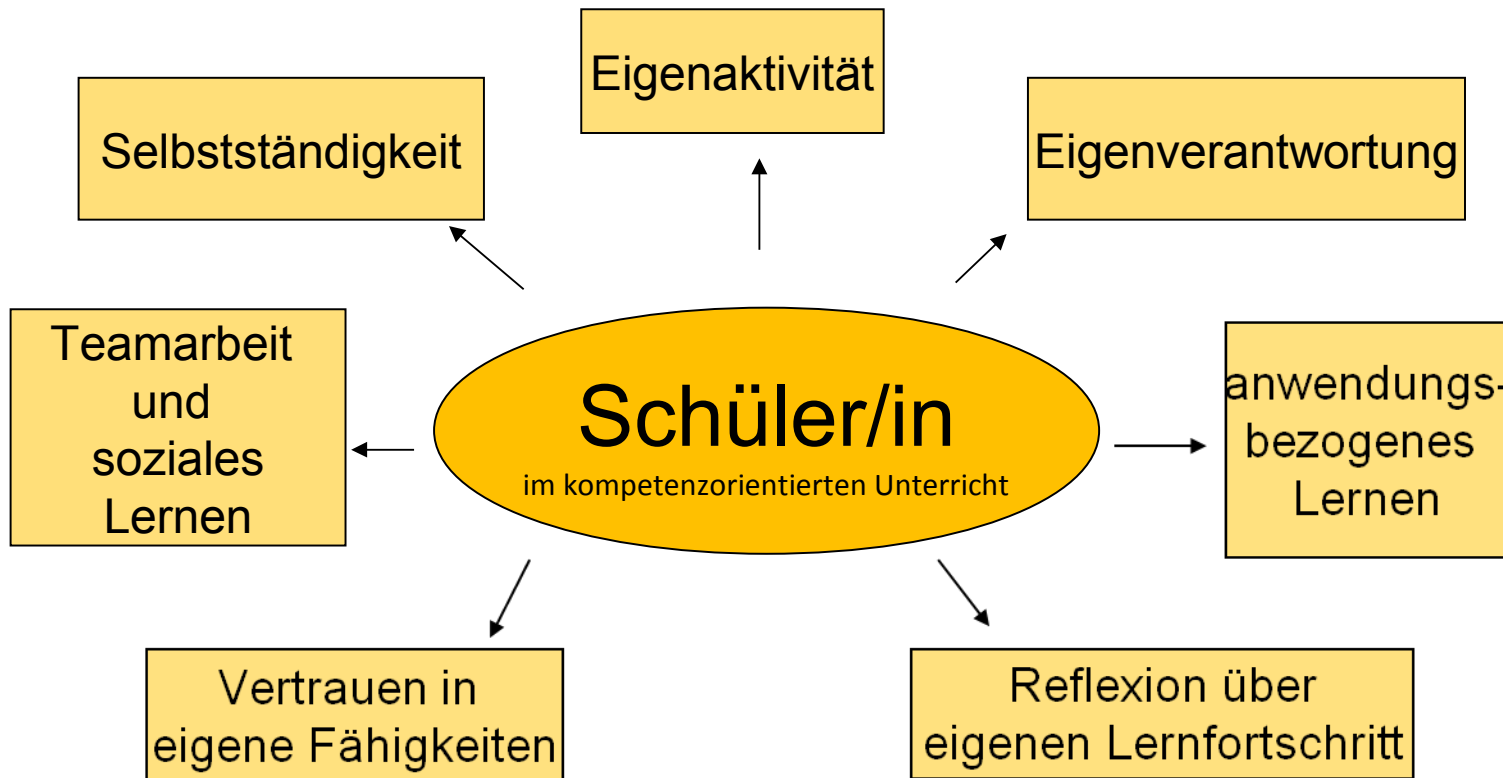 Eigenaktivität
Selbstständigkeit
Eigenverantwortung
Teamarbeit
und
soziales
Lernen
Schüler/in
im kompetenzorientierten Unterricht
anwendungs-
bezogenes
Lernen
Vertrauen in
eigene Fähigkeiten
Reflexion über
eigenen Lernfortschritt